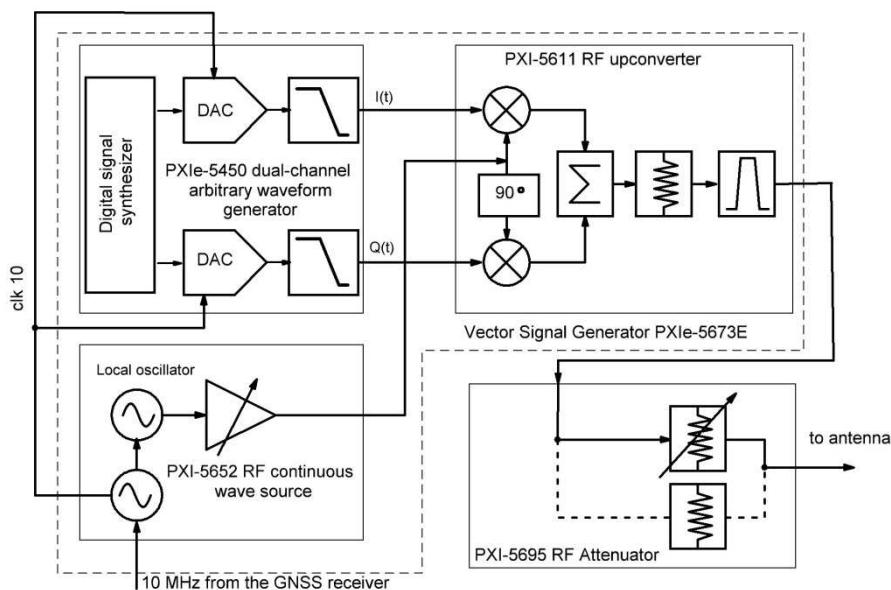 PXI-5611 RF upconverter
Digital signal
synthesizer
DAC
I(t)
PXIe-5450 dual-channel
arbitrary waveform
generator
90°
Σ
DAC
Q(t)
clk 10
Vector Signal Generator PXIe-5673E
Local oscillator
PXI-5652 RF continuous
wave source
to antenna
PXI-5695 RF Attenuator
10 MHz from the GNSS receiver